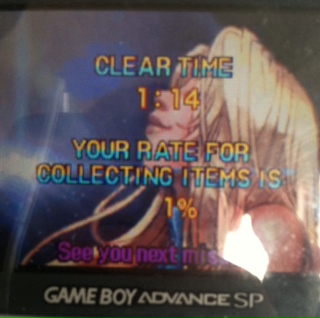 CLEAR TIME
1:14
YOUR RATE FOR
COLLECTING ITEMS IS
1%
See you next
GAME BOY ADVANCE SP